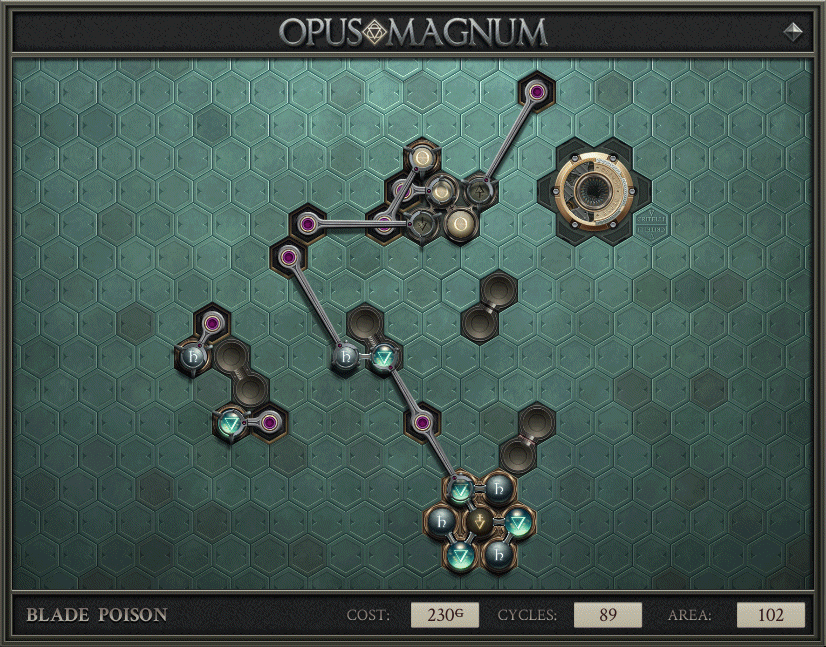 OPUS MAGNUM
BLADE POISON
COST: 230G
CYCLES: 89
AREA: 102